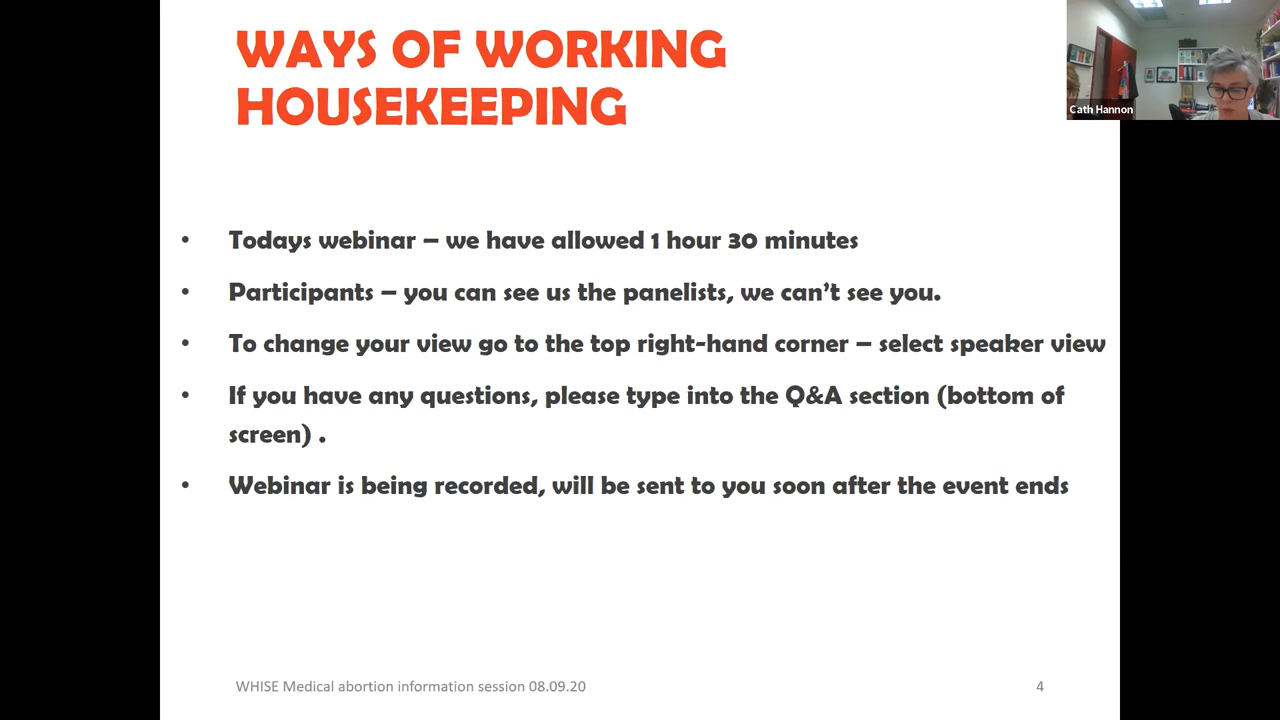 WAYS OF WORKING
HOUSEKEEPING
Cath Hannon
• Todays webinar – we have allowed 1 hour 30 minutes
• Participants – you can see us the panelists, we can’t see you.
• To change your view go to the top right-hand corner – select speaker view
• If you have any questions, please type into the Q&A section (bottom of
screen) .
• Webinar is being recorded, will be sent to you soon after the event ends
WHISE Medical abortion information session 08.09.20
4